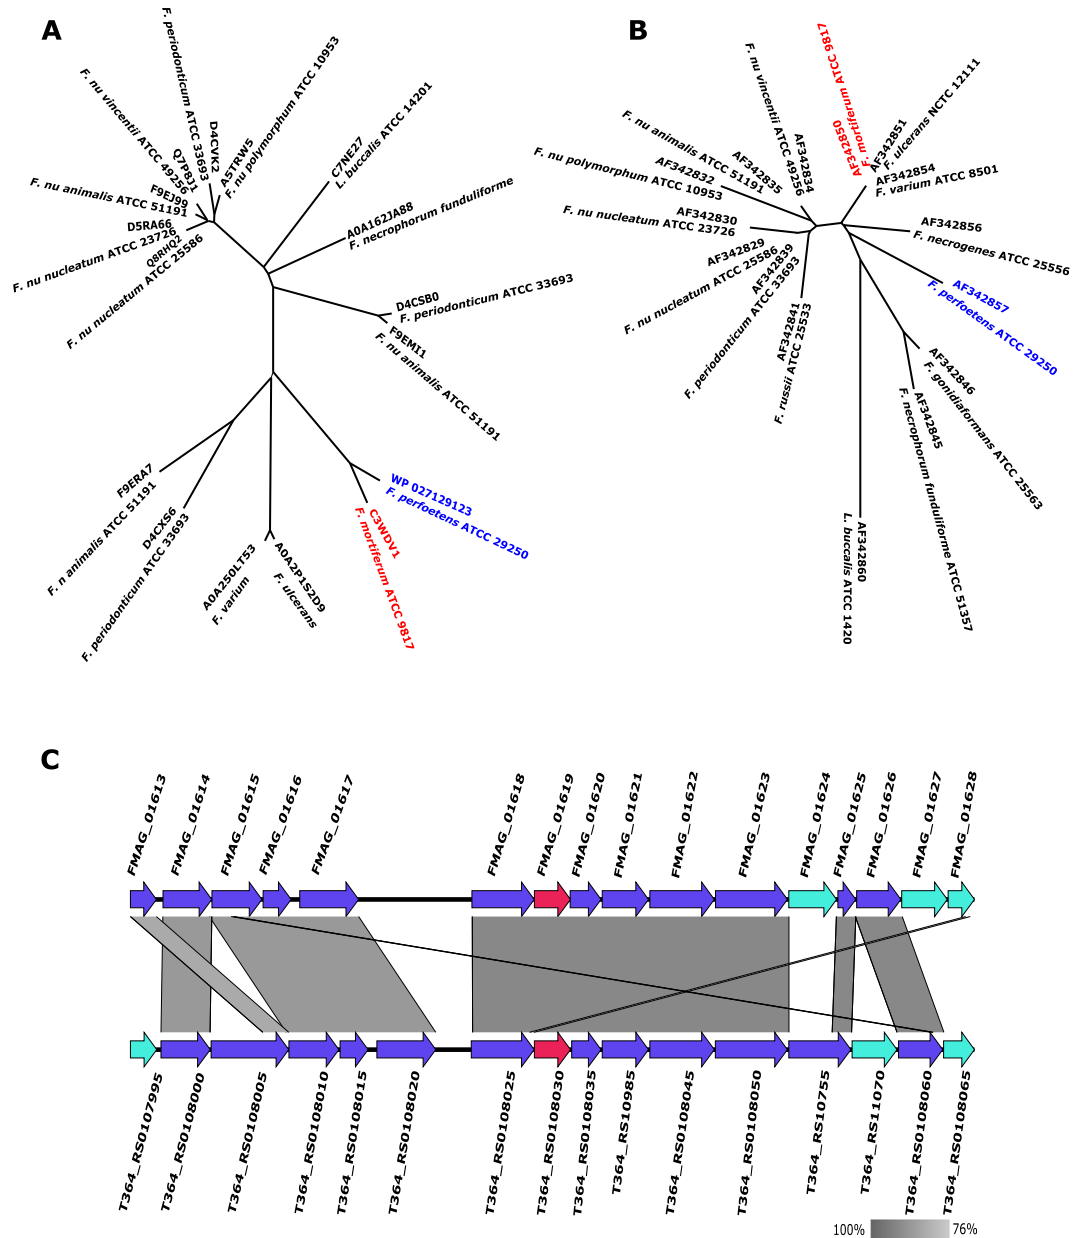 A
F. periodonticum ATCC 33693
D4CVK2
F. nu polymorphum ATCC 10953
A5TRW5
F. nu vincentii ATCC 49256
Q7P8J1
F. nu animalis ATCC 51191
F9EJ99
D5RA66
F. nu nucleatum ATCC 23726
Q8RHQ2
F. nu nucleatum ATCC 25586
C7NE27
L. buccalis ATCC 14201
A0A162JA88
F. necrophorum funduliforme
D4CSB0
F. periodonticum ATCC 33693
F9EMI1
F. nu animalis ATCC 51191
WP 027129123
F. perfoetens ATCC 29250
C3WDV1
F. mortiferum ATCC 9817
A0A2P1S2D9
F. ulcerans
A0A250LT53
F. varium
D4CXS6
F. periodonticum ATCC 33693
F9ERA7
F. n animalis ATCC 51191
B
F. mortiferum ATCC 9817
AF342850
AF342851
F. ulcerans NCTC 12111
AF342854
F. varium ATCC 8501
AF342856
F. necrogenes ATCC 25556
AF342857
F. perfoetens ATCC 29250
AF342846
F. gonidiaformans ATCC 25563
AF342845
F. necrophorum funduliforme ATCC 51357
AF342860
L. buccalis ATCC 1420
AF342841
F. russii ATCC 25533
AF342839
F. periodonticum ATCC 33693
AF342829
F. nu nucleatum ATCC 25586
AF342830
F. nu nucleatum ATCC 23726
AF342832
F. nu polymorphum ATCC 10953
AF342835
F. nu animalis ATCC 51191
AF342834
F. nu vincentii ATCC 49256
C
FMAG_01613
FMAG_01614
FMAG_01615
FMAG_01616
FMAG_01617
FMAG_01618
FMAG_01619
FMAG_01620
FMAG_01621
FMAG_01622
FMAG_01623
FMAG_01624
FMAG_01625
FMAG_01626
FMAG_01627
FMAG_01628
T364_RS0107995
T364_RS0108000
T364_RS0108005
T364_RS0108010
T364_RS0108015
T364_RS0108020
T364_RS0108025
T364_RS0108030
T364_RS0108035
T364_RS10985
T364_RS0108045
T364_RS0108050
T364_RS10755
T364_RS11070
T364_RS0108060
T364_RS0108065
100% 76%